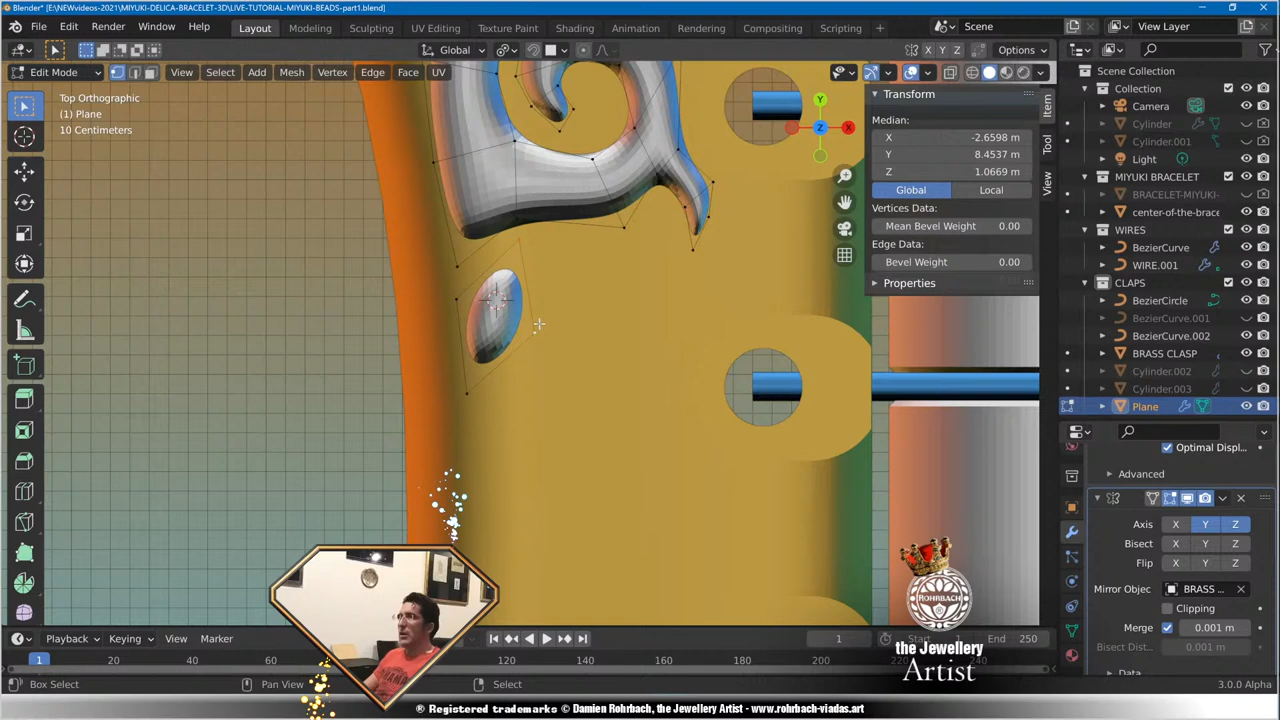 Blender* [E:\NEWvideos-2021\MIYUKI-DELICA-BRACELET-3D\LIVE-TUTORIAL-MIYUKI-BEADS-part1.blend]
File Edit Render Window Help Layout Modeling Sculpting UV Editing Texture Paint Shading Animation Rendering Compositing Scripting + Scene View Layer
Global X Y Z Options
Edit Mode View Select Add Mesh Vertex Edge Face UV
Top Orthographic
(1) Plane
10 Centimeters
Y
Z X
Transform
Median:
X -2.6598 m
Y 8.4537 m
Z 1.0669 m
Global Local
Vertices Data:
Mean Bevel Weight 0.00
Edge Data:
Bevel Weight 0.00
Properties
Item
Tool
View
Scene Collection
Collection
Camera
Cylinder
Cylinder.001
Light
MIYUKI BRACELET
BRACELET-MIYUKI-
center-of-the-brace
WIRES
BezierCurve
WIRE.001
CLAPS
BezierCircle
BezierCurve.001
BezierCurve.002
BRASS CLASP
Cylinder.002
Cylinder.003
Plane
Optimal Displ...
Advanced
Axis X Y Z
Bisect X Y Z
Flip X Y Z
Mirror Objec BRASS ...
Clipping
Merge 0.001 m
Bisect Dist... 0.001 m
Data
ROHRBACH
the Jewellery
Artist
Playback Keying View Marker 1 Start 1 End 250
1 20 40 60 120 140 160 180 200 220 240
Box Select Pan View Select 3.0.0 Alpha
® Registered trademarks © Damien Rohrbach, the Jewellery Artist - www.rohrbach-viadas.art